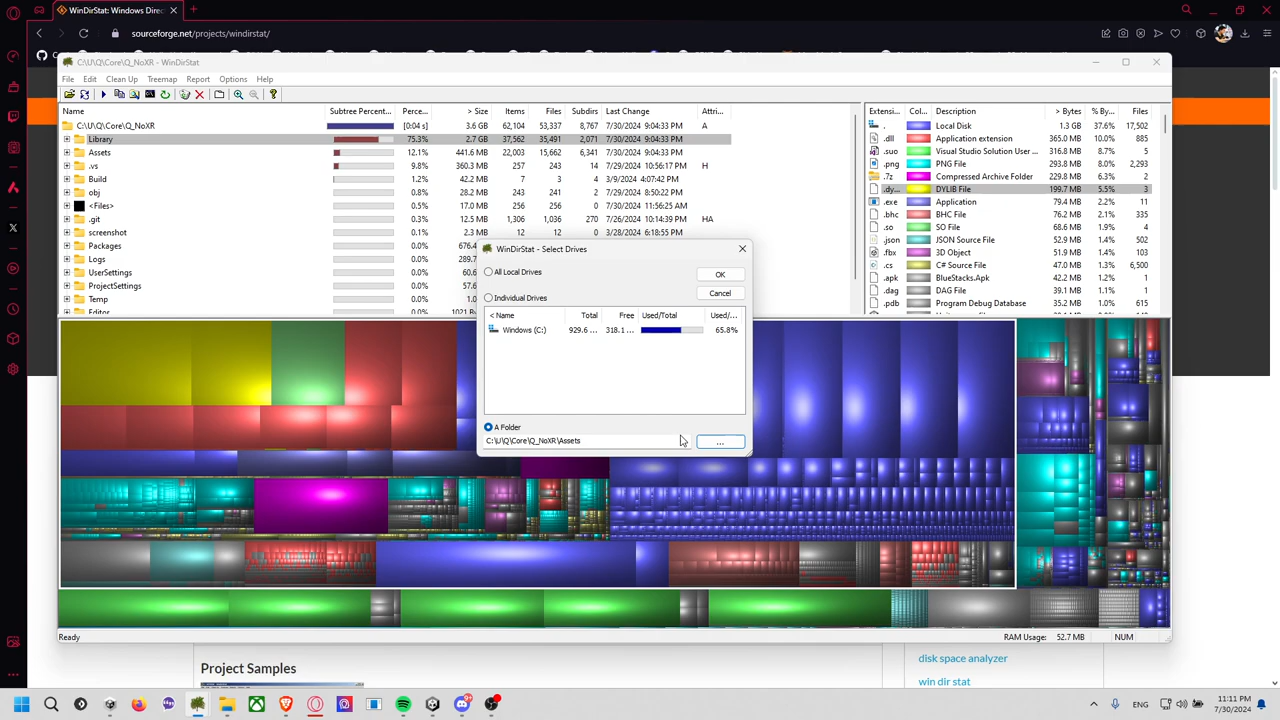 WinDirStat: Windows Direc
sourceforge.net/projects/windirstat/
C:\U\Q\Core\Q_NoXR - WinDirStat
File Edit Clean Up Treemap Report Options Help
Name Subtree Percent... Perce... > Size Items Files Subdirs Last Change Attri...
C:\U\Q\Core\Q_NoXR [0:04 s] 3.6 GB 62,104 53,337 8,767 7/30/2024 9:04:33 PM A
Library 75.3% 2.7 GB 37,562 35,491 2,071 7/30/2024 9:04:33 PM
Assets 12.1% 441.6 MB 22,003 15,662 6,341 7/30/2024 9:04:33 PM
.vs 9.8% 360.3 MB 257 243 14 7/29/2024 10:56:17 PM H
Build 1.2% 42.2 MB 7 3 4 3/9/2024 4:07:42 PM
obj 0.8% 28.2 MB 243 241 2 7/19/2024 8:50:22 PM
<Files> 0.5% 17.0 MB 256 256 0 7/30/2024 11:56:25 AM
.git 0.3% 12.5 MB 1,306 1,036 270 7/26/2024 10:14:39 PM HA
screenshot 0.1% 3.9 MB 12 12 0 3/28/2024 6:18:55 PM
Packages 0.0% 676.4...
Logs 0.0%
UserSettings 0.0%
ProjectSettings 0.0%
Temp 0.0%
Editor 0.0% 1021 By...
Extensi... Col... Description > Bytes % By... Files
. Local Disk 1.3 GB 37.6% 17,502
.dll Application extension 365.0 MB 10.0% 885
.suo Visual Studio Solution User ... 316.8 MB 8.7% 5
.png PNG File 293.8 MB 8.0% 2,293
.7z Compressed Archive Folder 229.8 MB 6.3% 2
.dy... DYLIB File 199.7 MB 5.5% 3
.exe Application 79.4 MB 2.2% 11
.bhc BHC File 76.2 MB 2.1% 335
.so SO File 68.6 MB 1.9% 7
.json JSON Source File 52.9 MB 1.4% 402
.fbx 3D Object 51.9 MB 1.4% 103
.cs C# Source File 47.0 MB 1.3% 6,500
.apk BlueStacks.Apk 42.2 MB 1.2% 1
.dag DAG File 39.1 MB 1.1% 1
.pdb Program Debug Database
WinDirStat - Select Drives
All Local Drives
OK
Individual Drives
Cancel
< Name Total Free Used/Total Used/...
Windows (C:) 929.6 ... 318.1 ... 65.8%
A Folder
C:\U\Q\Core\Q_NoXR\Assets
...
Ready
RAM Usage: 52.7 MB NUM
Project Samples
disk space analyzer
win dir stat
ENG
11:11 PM
7/30/2024